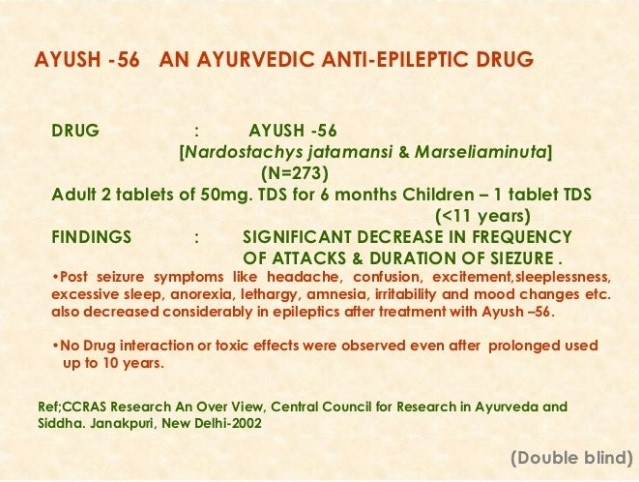 AYUSH -56 AN AYURVEDIC ANTI-EPILEPTIC DRUG
DRUG : AYUSH -56
[Nardostachys jatamansi & Marseliaminuta]
(N=273)
Adult 2 tablets of 50mg. TDS for 6 months Children – 1 tablet TDS
(<11 years)
FINDINGS : SIGNIFICANT DECREASE IN FREQUENCY
OF ATTACKS & DURATION OF SIEZURE .
•Post seizure symptoms like headache, confusion, excitement,sleeplessness,
excessive sleep, anorexia, lethargy, amnesia, irritability and mood changes etc.
also decreased considerably in epileptics after treatment with Ayush –56.
•No Drug interaction or toxic effects were observed even after prolonged used
up to 10 years.
Ref;CCRAS Research An Over View, Central Council for Research in Ayurveda and
Siddha. Janakpuri, New Delhi-2002
(Double blind)